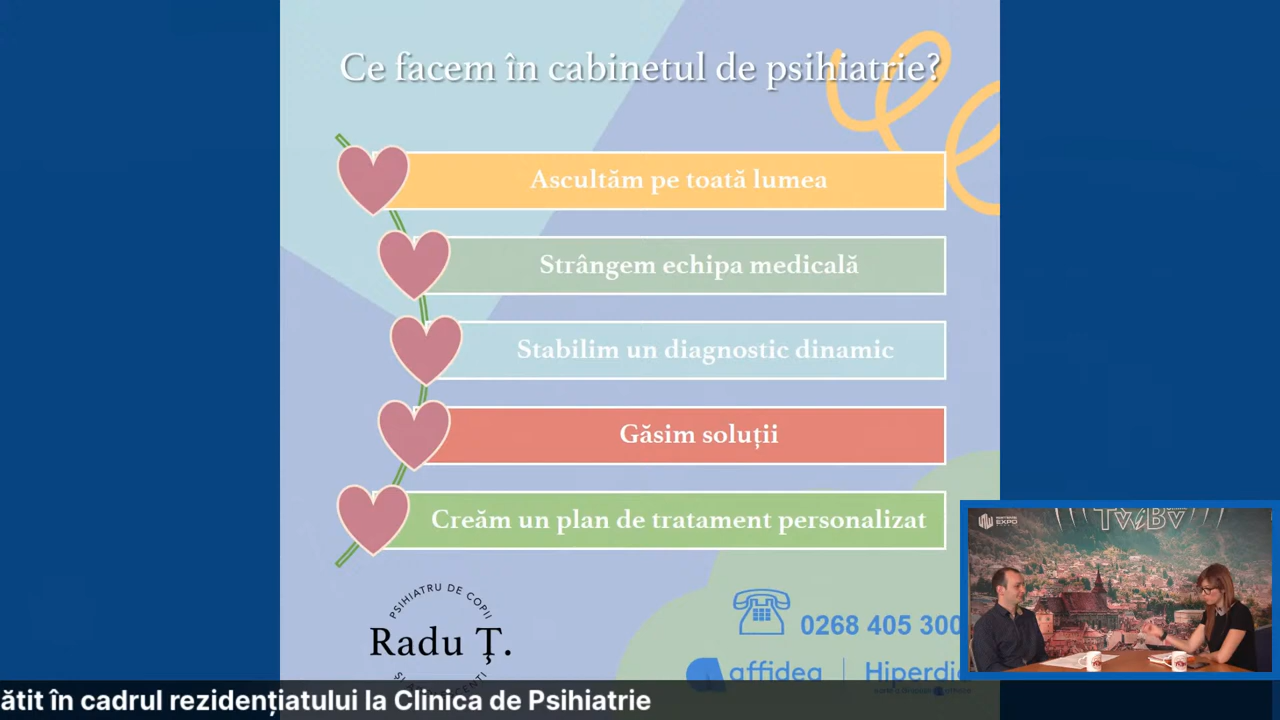 Ce facem în cabinetul de psihiatrie?
Ascultăm pe toată lumea
Strângem echipa medicală
Stabilim un diagnostic dinamic
Găsim soluții
Creăm un plan de tratament personalizat
PSIHIATRU DE COPII
Radu Ț.
0268 405 300
affidea | Hiperdi
EXPO
TV/BV
ătit în cadrul rezidențiatului la Clinica de Psihiatrie